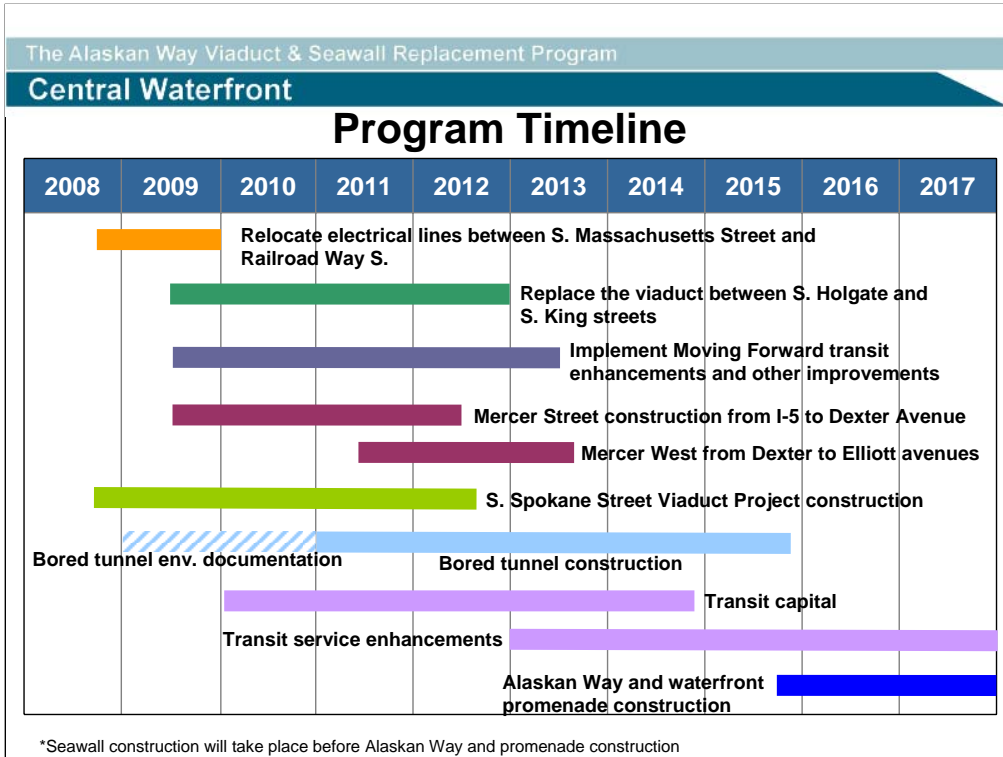 The Alaskan Way Viaduct & Seawall Replacement Program
Central Waterfront
Program Timeline
2008 2009 2010 2011 2012 2013 2014 2015 2016 2017
Relocate electrical lines between S. Massachusetts Street and
Railroad Way S.
Replace the viaduct between S. Holgate and
S. King streets
Implement Moving Forward transit
enhancements and other improvements
Mercer Street construction from I-5 to Dexter Avenue
Mercer West from Dexter to Elliott avenues
S. Spokane Street Viaduct Project construction
Bored tunnel env. documentation
Bored tunnel construction
Transit capital
Transit service enhancements
Alaskan Way and waterfront
promenade construction
*Seawall construction will take place before Alaskan Way and promenade construction